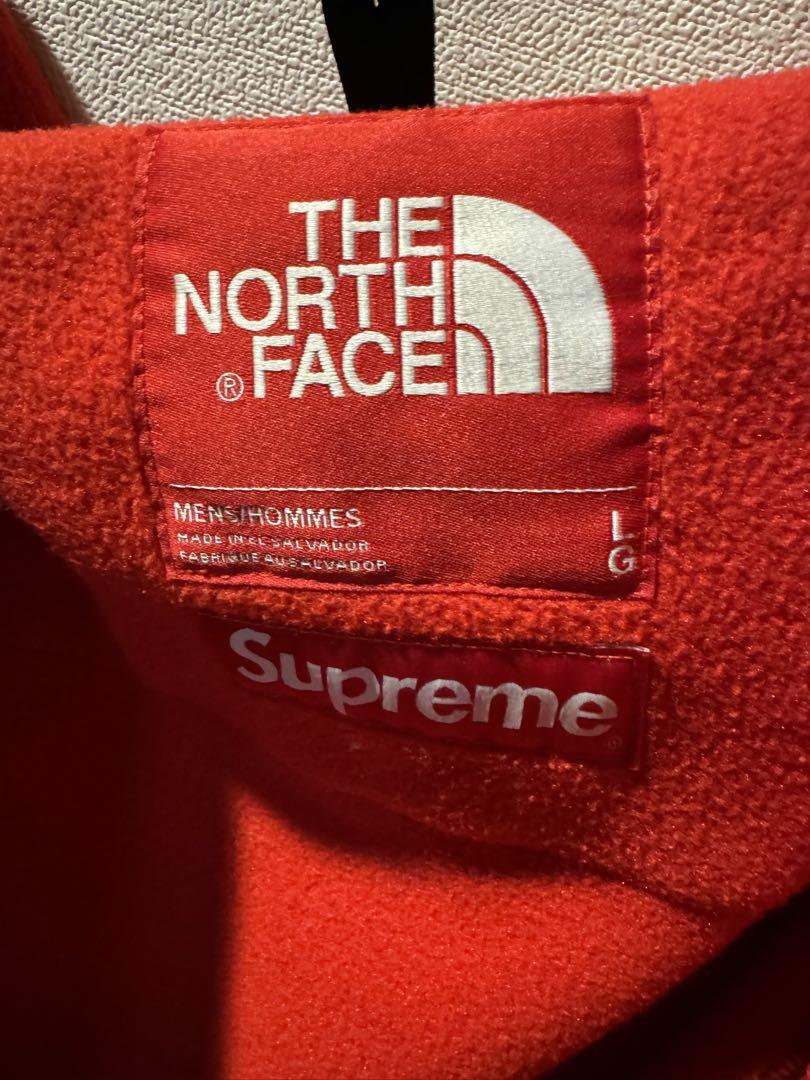 THE
NORTH
FACE
®
MENS/HOMMES
L
MADE IN EL SALVADOR
G
FABRIQUE AU SALVADOR
Supreme
®